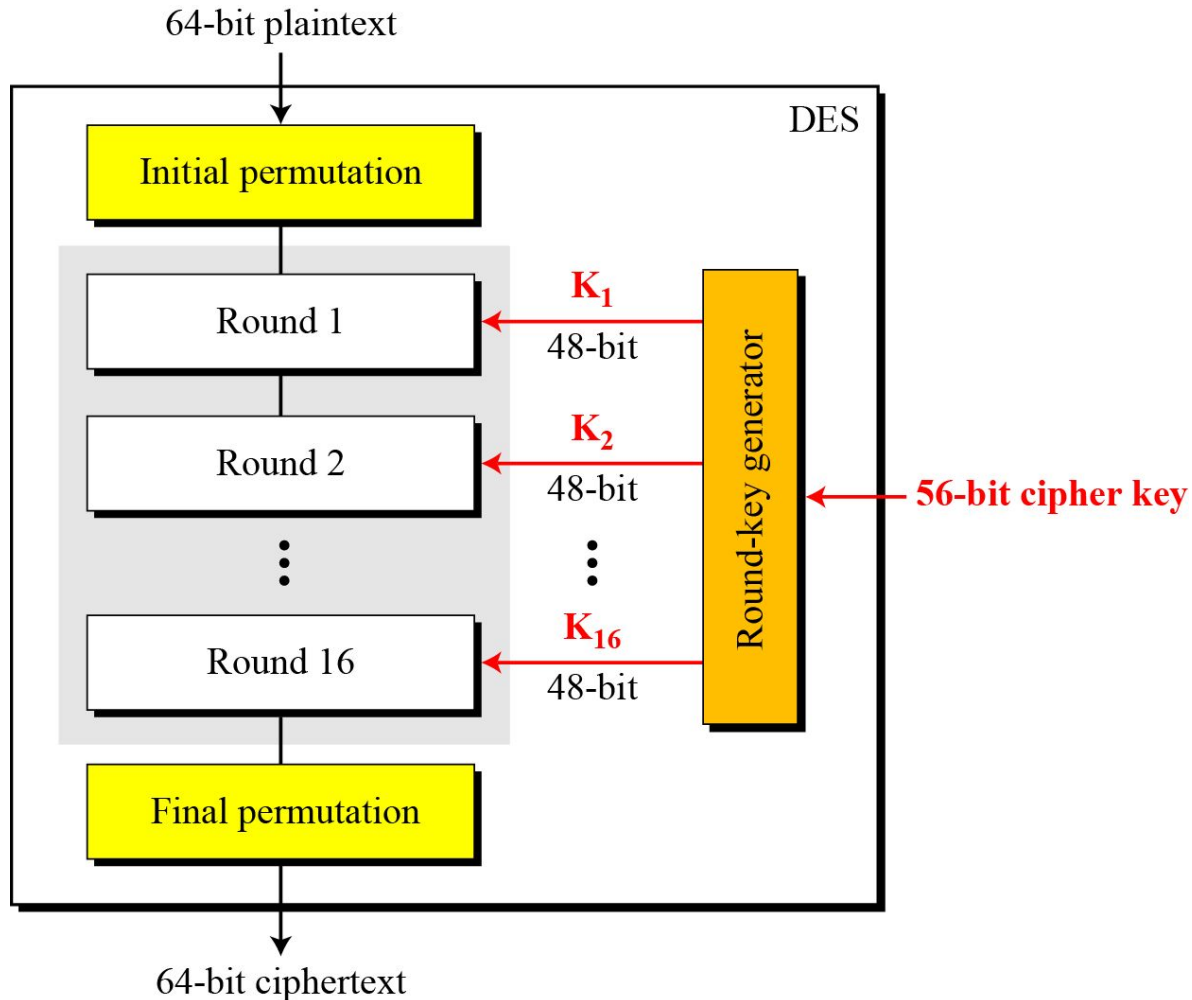 64-bit plaintext
DES
Initial permutation
Round 1
K1
48-bit
Round 2
K2
48-bit
Round-key generator
56-bit cipher key
Round 16
K16
48-bit
Final permutation
64-bit ciphertext